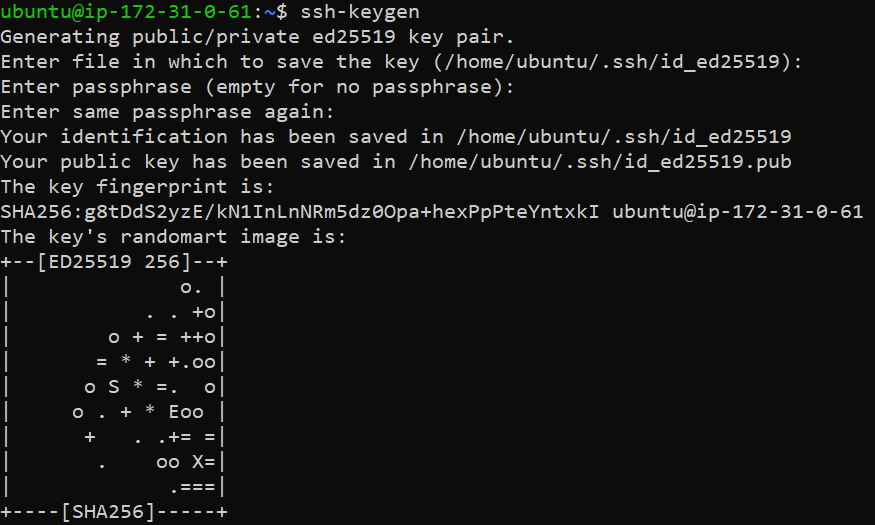 ubuntu@ip-172-31-0-61:~$ ssh-keygen
Generating public/private ed25519 key pair.
Enter file in which to save the key (/home/ubuntu/.ssh/id_ed25519):
Enter passphrase (empty for no passphrase):
Enter same passphrase again:
Your identification has been saved in /home/ubuntu/.ssh/id_ed25519
Your public key has been saved in /home/ubuntu/.ssh/id_ed25519.pub
The key fingerprint is:
SHA256:g8tDdS2yzE/kN1InLnNRm5dz0Opa+hexPpPteYntxkI ubuntu@ip-172-31-0-61
The key's randomart image is:
+--[ED25519 256]--+
|              o. |
|           . . +o|
|        o + = ++o|
|       = * + +.oo|
|      o S * =.  o|
|     o . + * Eoo |
|      +   . .+= =|
|       .    oo X=|
|             .===|
+----[SHA256]-----+